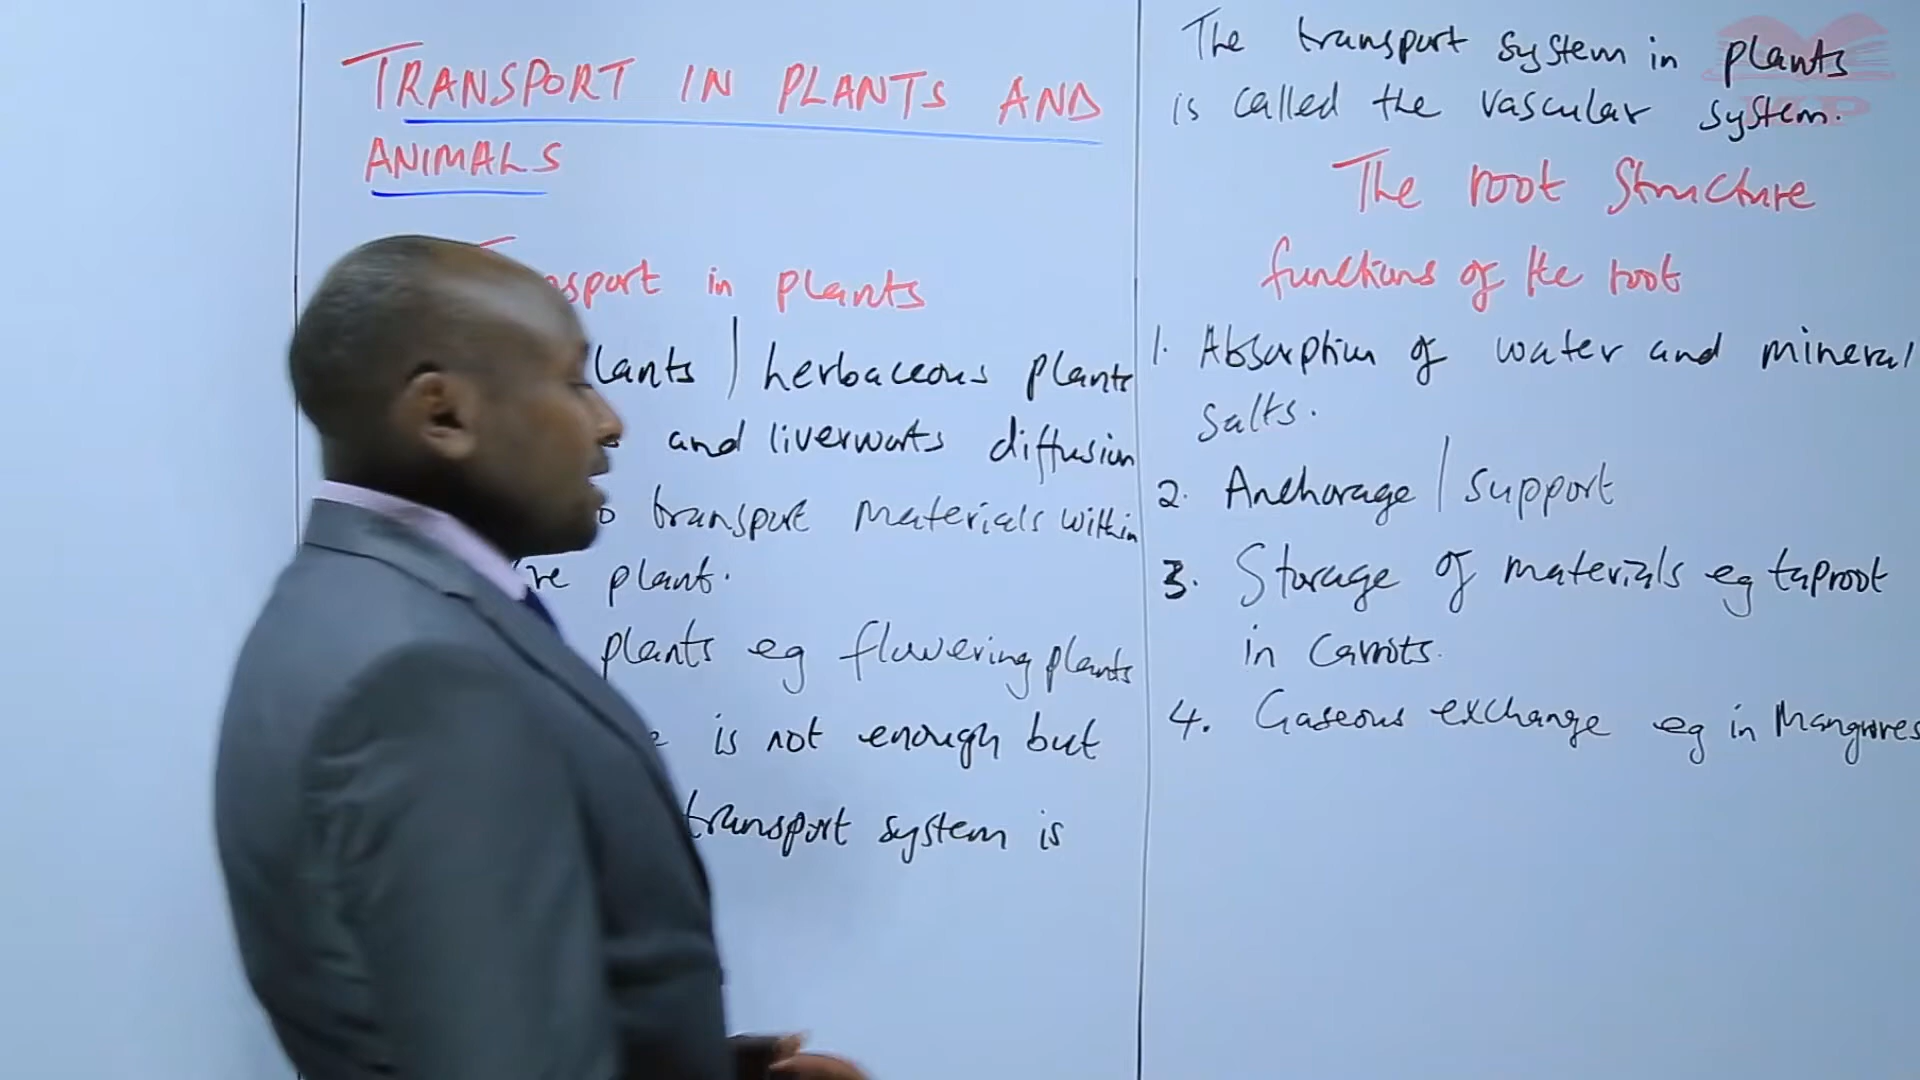 TRANSPORT IN PLANTS AND
ANIMALS
in plants
plants / herbaceous plants
and liverworts diffusion
transport materials within
plant.
plants eg flowering plants
is not enough but
transport system is
The transport system in plants
is called the vascular system.
The root Structure
functions of the root
1. Absorption of water and mineral
salts.
2. Anchorage / support
3. Storage of materials eg taproot
in carrots.
4. Gaseous exchange eg in Mangroves